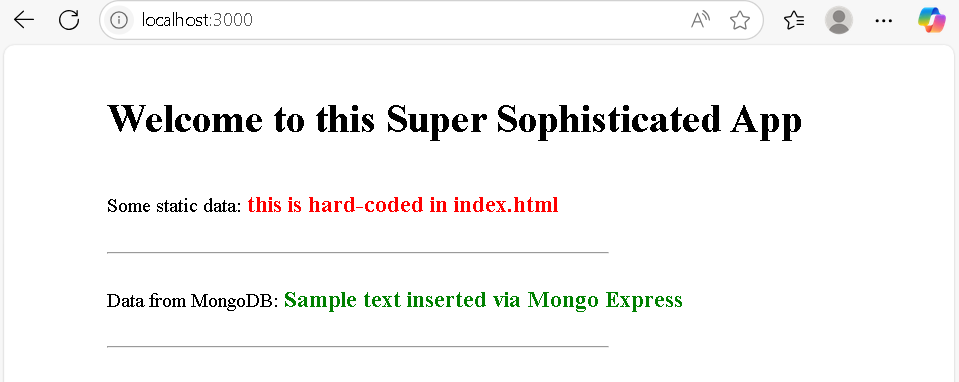 localhost:3000
Welcome to this Super Sophisticated App
Some static data: this is hard-coded in index.html
Data from MongoDB: Sample text inserted via Mongo Express